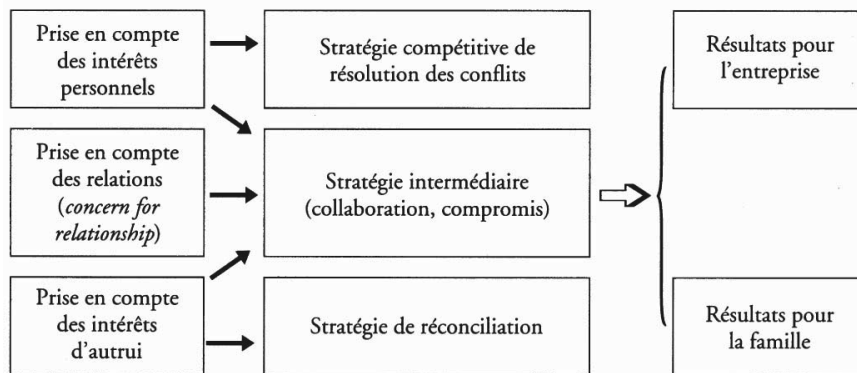 Prise en compte
des intérêts
personnels
Stratégie compétitive de
résolution des conflits
Résultats pour
l'entreprise
Prise en compte
des relations
(concern for
relationship)
Stratégie intermédiaire
(collaboration, compromis)
Prise en compte
des intérêts
d'autrui
Stratégie de réconciliation
Résultats pour
la famille